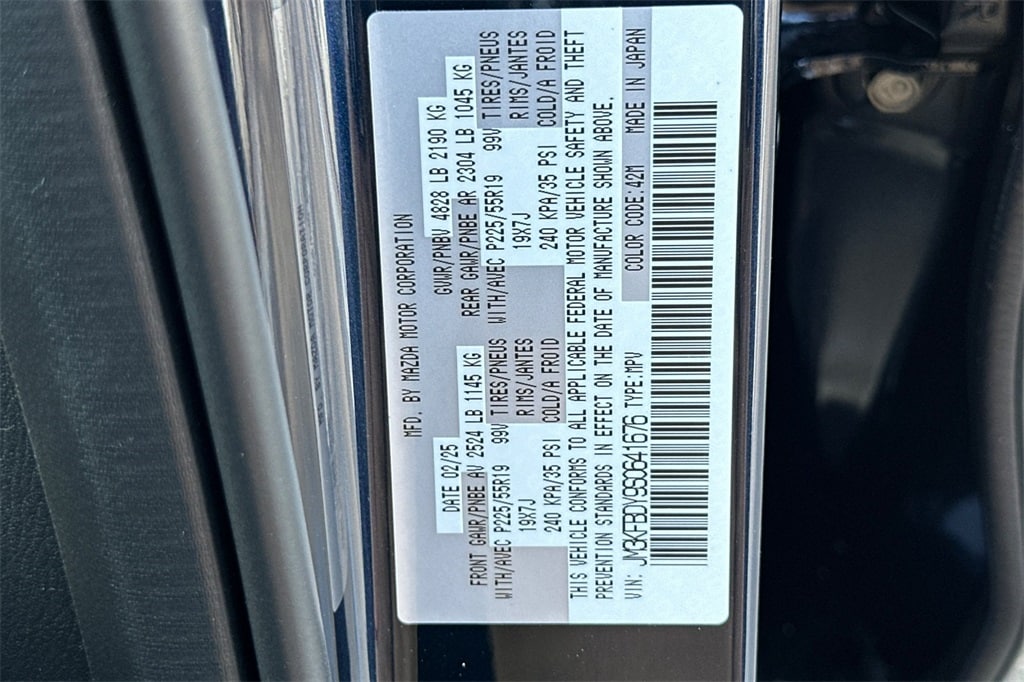 MFD. BY MAZDA MOTOR CORPORATION
DATE 02/25 GVWR/PNBV 4828 LB 2190 KG
FRONT GAWR/PNBE AV 2524 LB 1145 KG REAR GAWR/PNBE AR 2304 LB 1045 KG
WITH/AVEC P225/55R19 99V TIRES/PNEUS WITH/AVEC P225/55R19 99V TIRES/PNEUS
19X7J RIMS/JANTES 19X7J RIMS/JANTES
240 KPA/35 PSI COLD/A FROID 240 KPA/35 PSI COLD/A FROID
THIS VEHICLE CONFORMS TO ALL APPLICABLE FEDERAL MOTOR VEHICLE SAFETY AND THEFT
PREVENTION STANDARDS IN EFFECT ON THE DATE OF MANUFACTURE SHOWN ABOVE.
VIN: JM3KFBDY9S0641676 TYPE:MPV COLOR CODE:42M MADE IN JAPAN